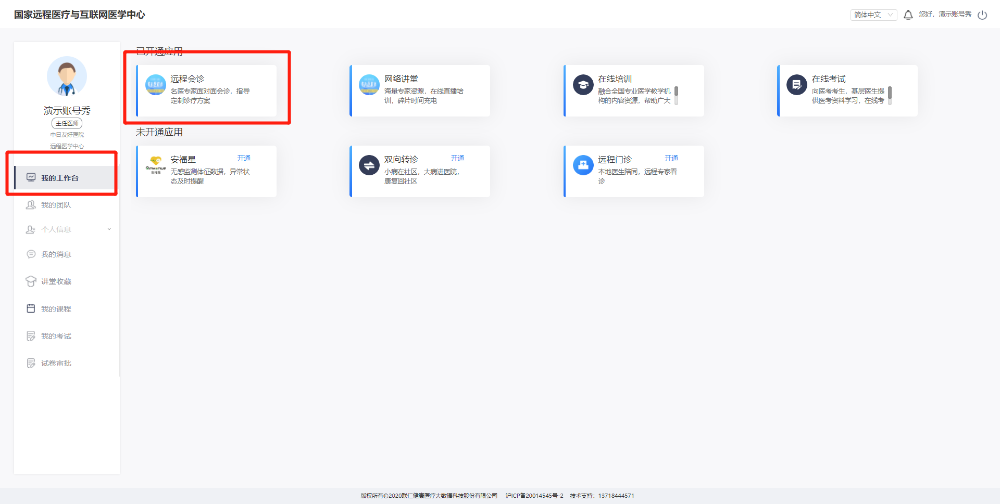 国家远程医疗与互联网医学中心
简体中文
您好，演示账号秀
演示账号秀
主任医师
中日友好医院
远程医学中心
我的工作台
我的团队
个人信息
我的消息
讲堂收藏
我的课程
我的考试
试卷审批
已开通应用
远程会诊
名医专家面对面会诊，指导
定制诊疗方案
网络讲堂
海量专家资源，在线直播培
训，碎片时间充电
在线培训
融合全国专业医学教学机
构的内容资源，帮助广大
在线考试
向医考考生，基层医生提
供医考资料学习，在线考
未开通应用
安福星
开通
无感监测体征数据，异常状
态及时提醒
双向转诊
开通
小病在社区，大病进医院，
康复回社区
远程门诊
开通
本地医生陪同，远程专家看
诊
版权所有©2020联仁健康医疗大数据科技股份有限公司 沪ICP备20014545号-2 技术支持：13718444571